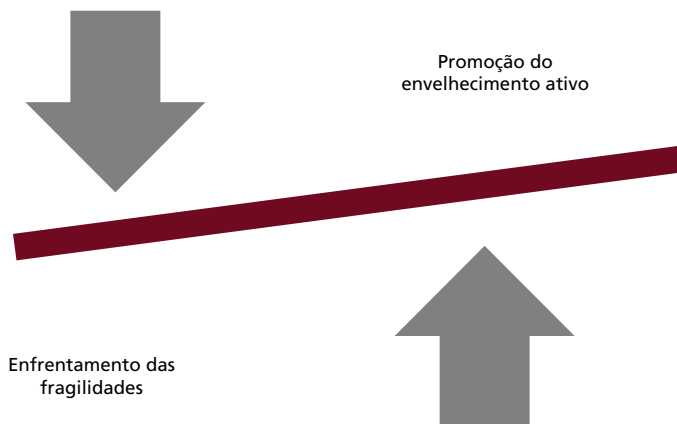 Promoção do
envelhecimento ativo
Enfrentamento das
fragilidades